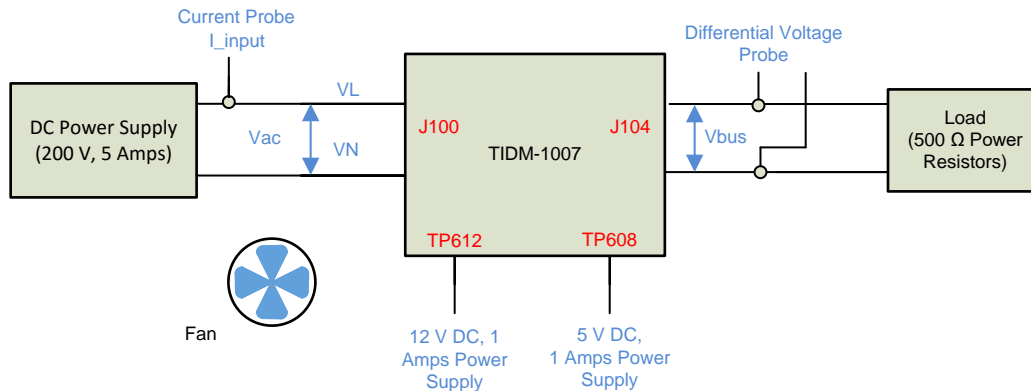 Current Probe
I_input
Differential Voltage
Probe
DC Power Supply
(200 V, 5 Amps)
VL
Vac
VN
J100
J104
TIDM-1007
Vbus
Load
(500 Ω Power
Resistors)
TP612
TP608
Fan
12 V DC, 1
Amps Power
Supply
5 V DC,
1 Amps Power
Supply